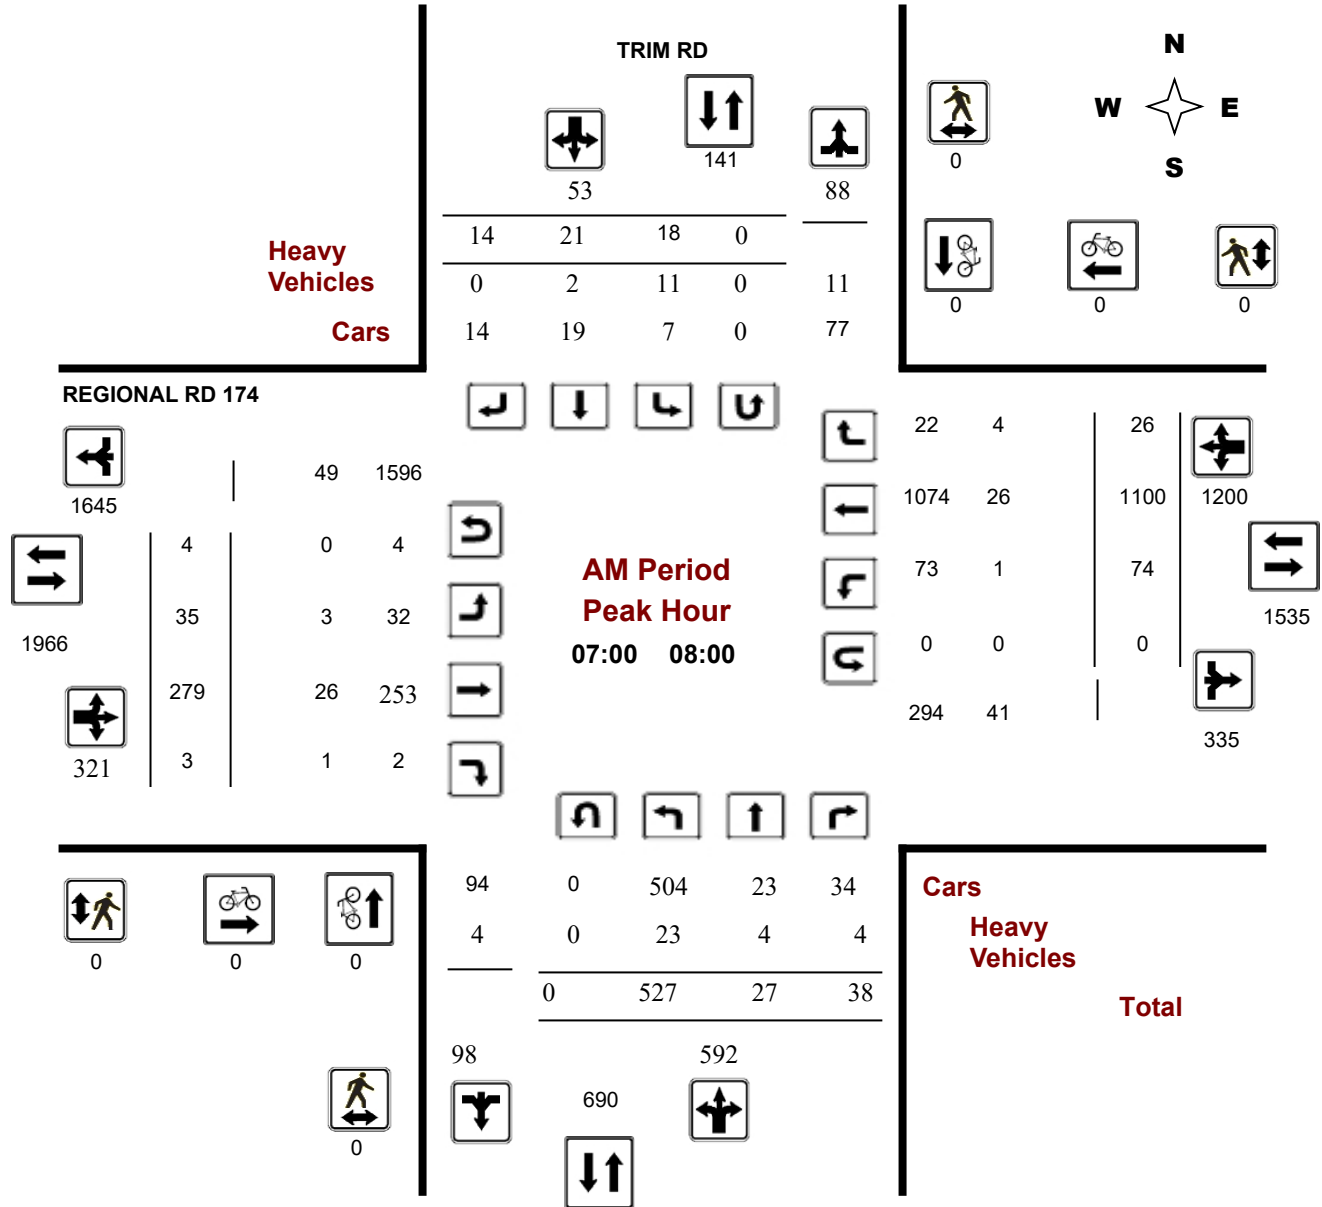 TRIM RD
N
W E
S
141
0
53
88
14 21 18 0
Heavy
Vehicles
0 2 11 0 11
0 0 0
Cars
14 19 7 0 77
REGIONAL RD 174
22 4 26
49 1596
1645
1074 26 1100 1200
4 0 4
AM Period
73 1 74
Peak Hour
35 3 32
1535
1966
07:00 08:00
0 0 0
279 26 253
294 41
335
321 3 1 2
94 0 504 23 34
Cars
4 0 23 4 4
Heavy
Vehicles
0 0 0
0 527 27 38
Total
98 592
690
0